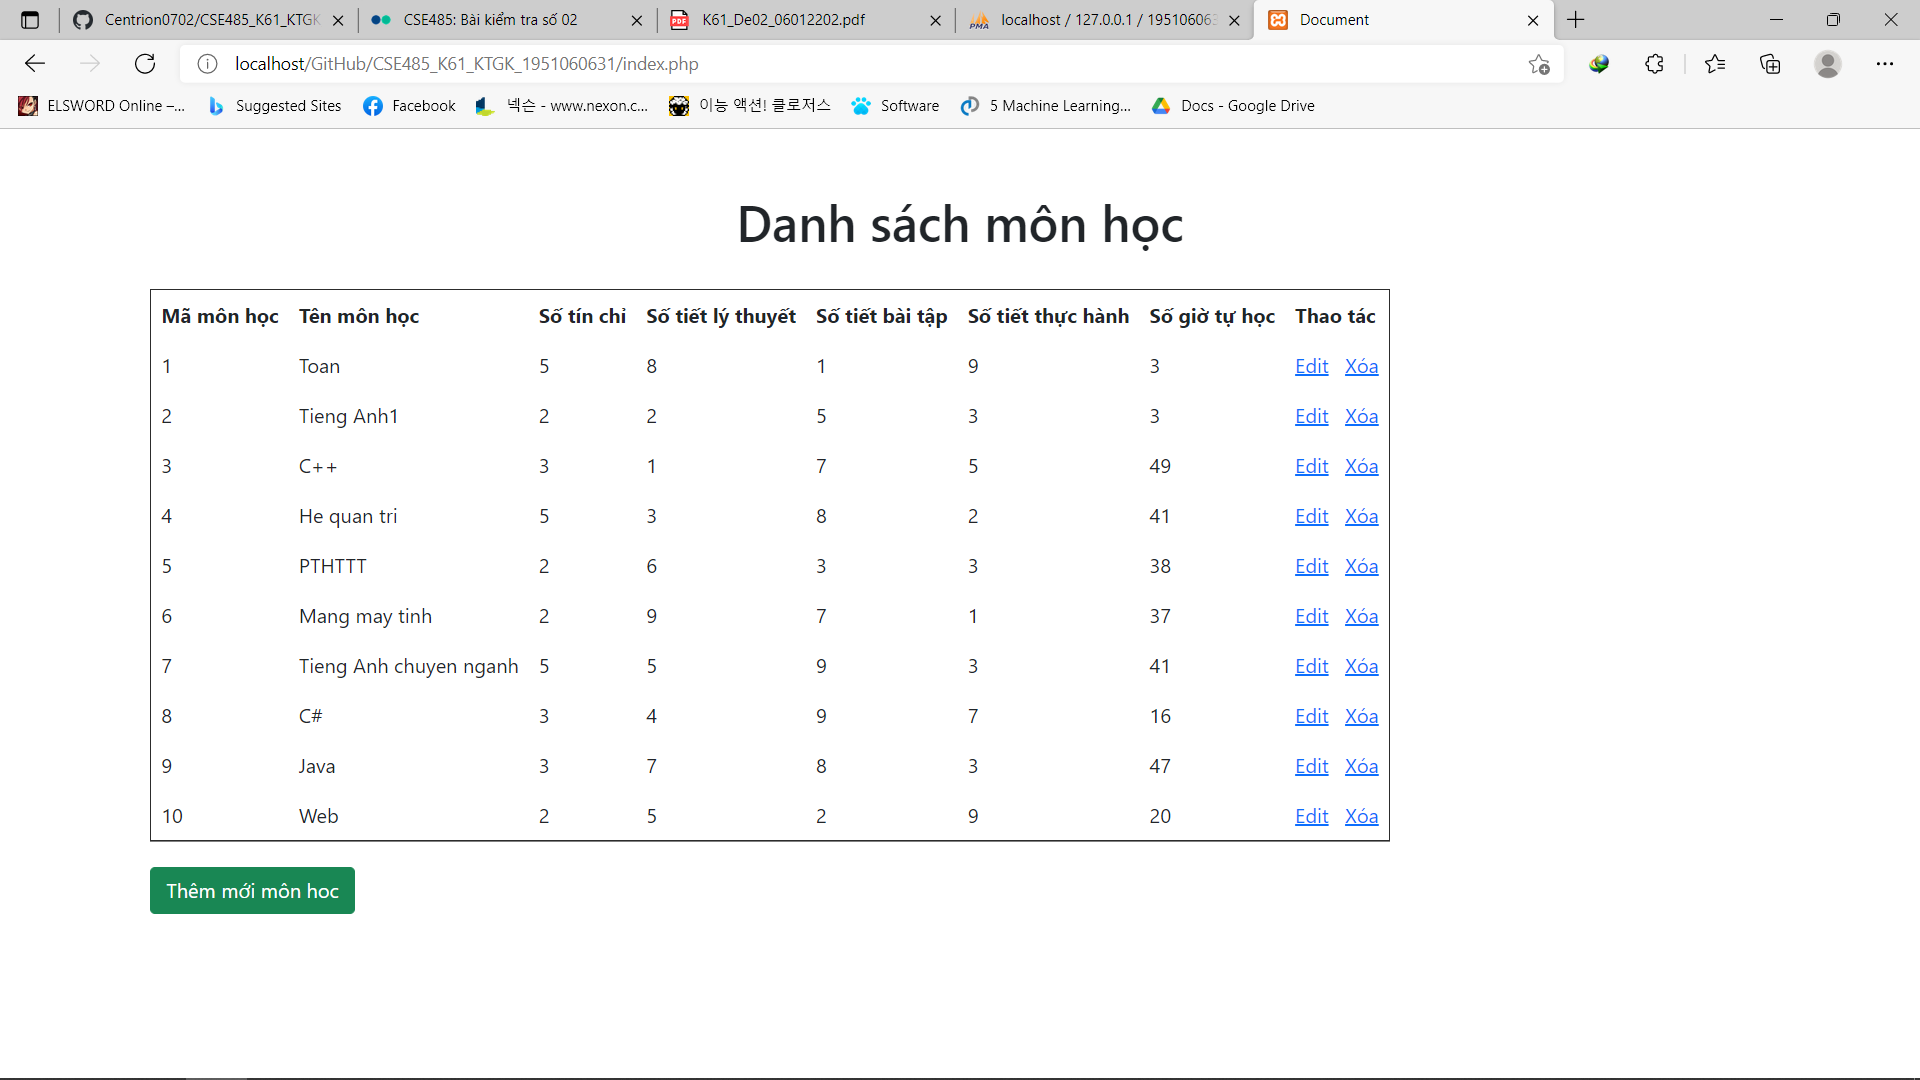 Centrion0702/CSE485_K61_KTGK
CSE485: Bài kiểm tra số 02
K61_De02_06012202.pdf
localhost / 127.0.0.1 / 195106063
Document
localhost/GitHub/CSE485_K61_KTGK_1951060631/index.php
ELSWORD Online –...
Suggested Sites
Facebook
넥슨 - www.nexon.c...
이능 액션! 클로저스
Software
5 Machine Learning...
Docs - Google Drive
Danh sách môn học
Mã môn học Tên môn học Số tín chỉ Số tiết lý thuyết Số tiết bài tập Số tiết thực hành Số giờ tự học Thao tác
1 Toan 5 8 1 9 3 Edit Xóa
2 Tieng Anh1 2 2 5 3 3 Edit Xóa
3 C++ 3 1 7 5 49 Edit Xóa
4 He quan tri 5 3 8 2 41 Edit Xóa
5 PTHTTT 2 6 3 3 38 Edit Xóa
6 Mang may tinh 2 9 7 1 37 Edit Xóa
7 Tieng Anh chuyen nganh 5 5 9 3 41 Edit Xóa
8 C# 3 4 9 7 16 Edit Xóa
9 Java 3 7 8 3 47 Edit Xóa
10 Web 2 5 2 9 20 Edit Xóa
Thêm mới môn hoc